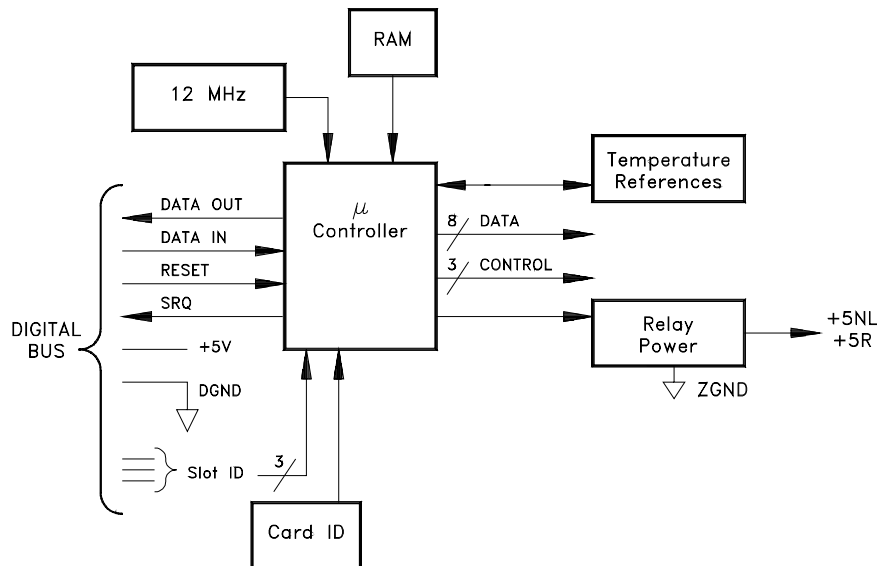 RAM
12 MHz
Temperature
References
μ
Controller
DATA OUT
8 DATA
DATA IN
3 CONTROL
RESET
SRQ
DIGITAL
BUS
+5V
Relay
Power
+5NL
+5R
DGND
ZGND
Slot ID
3
Card ID